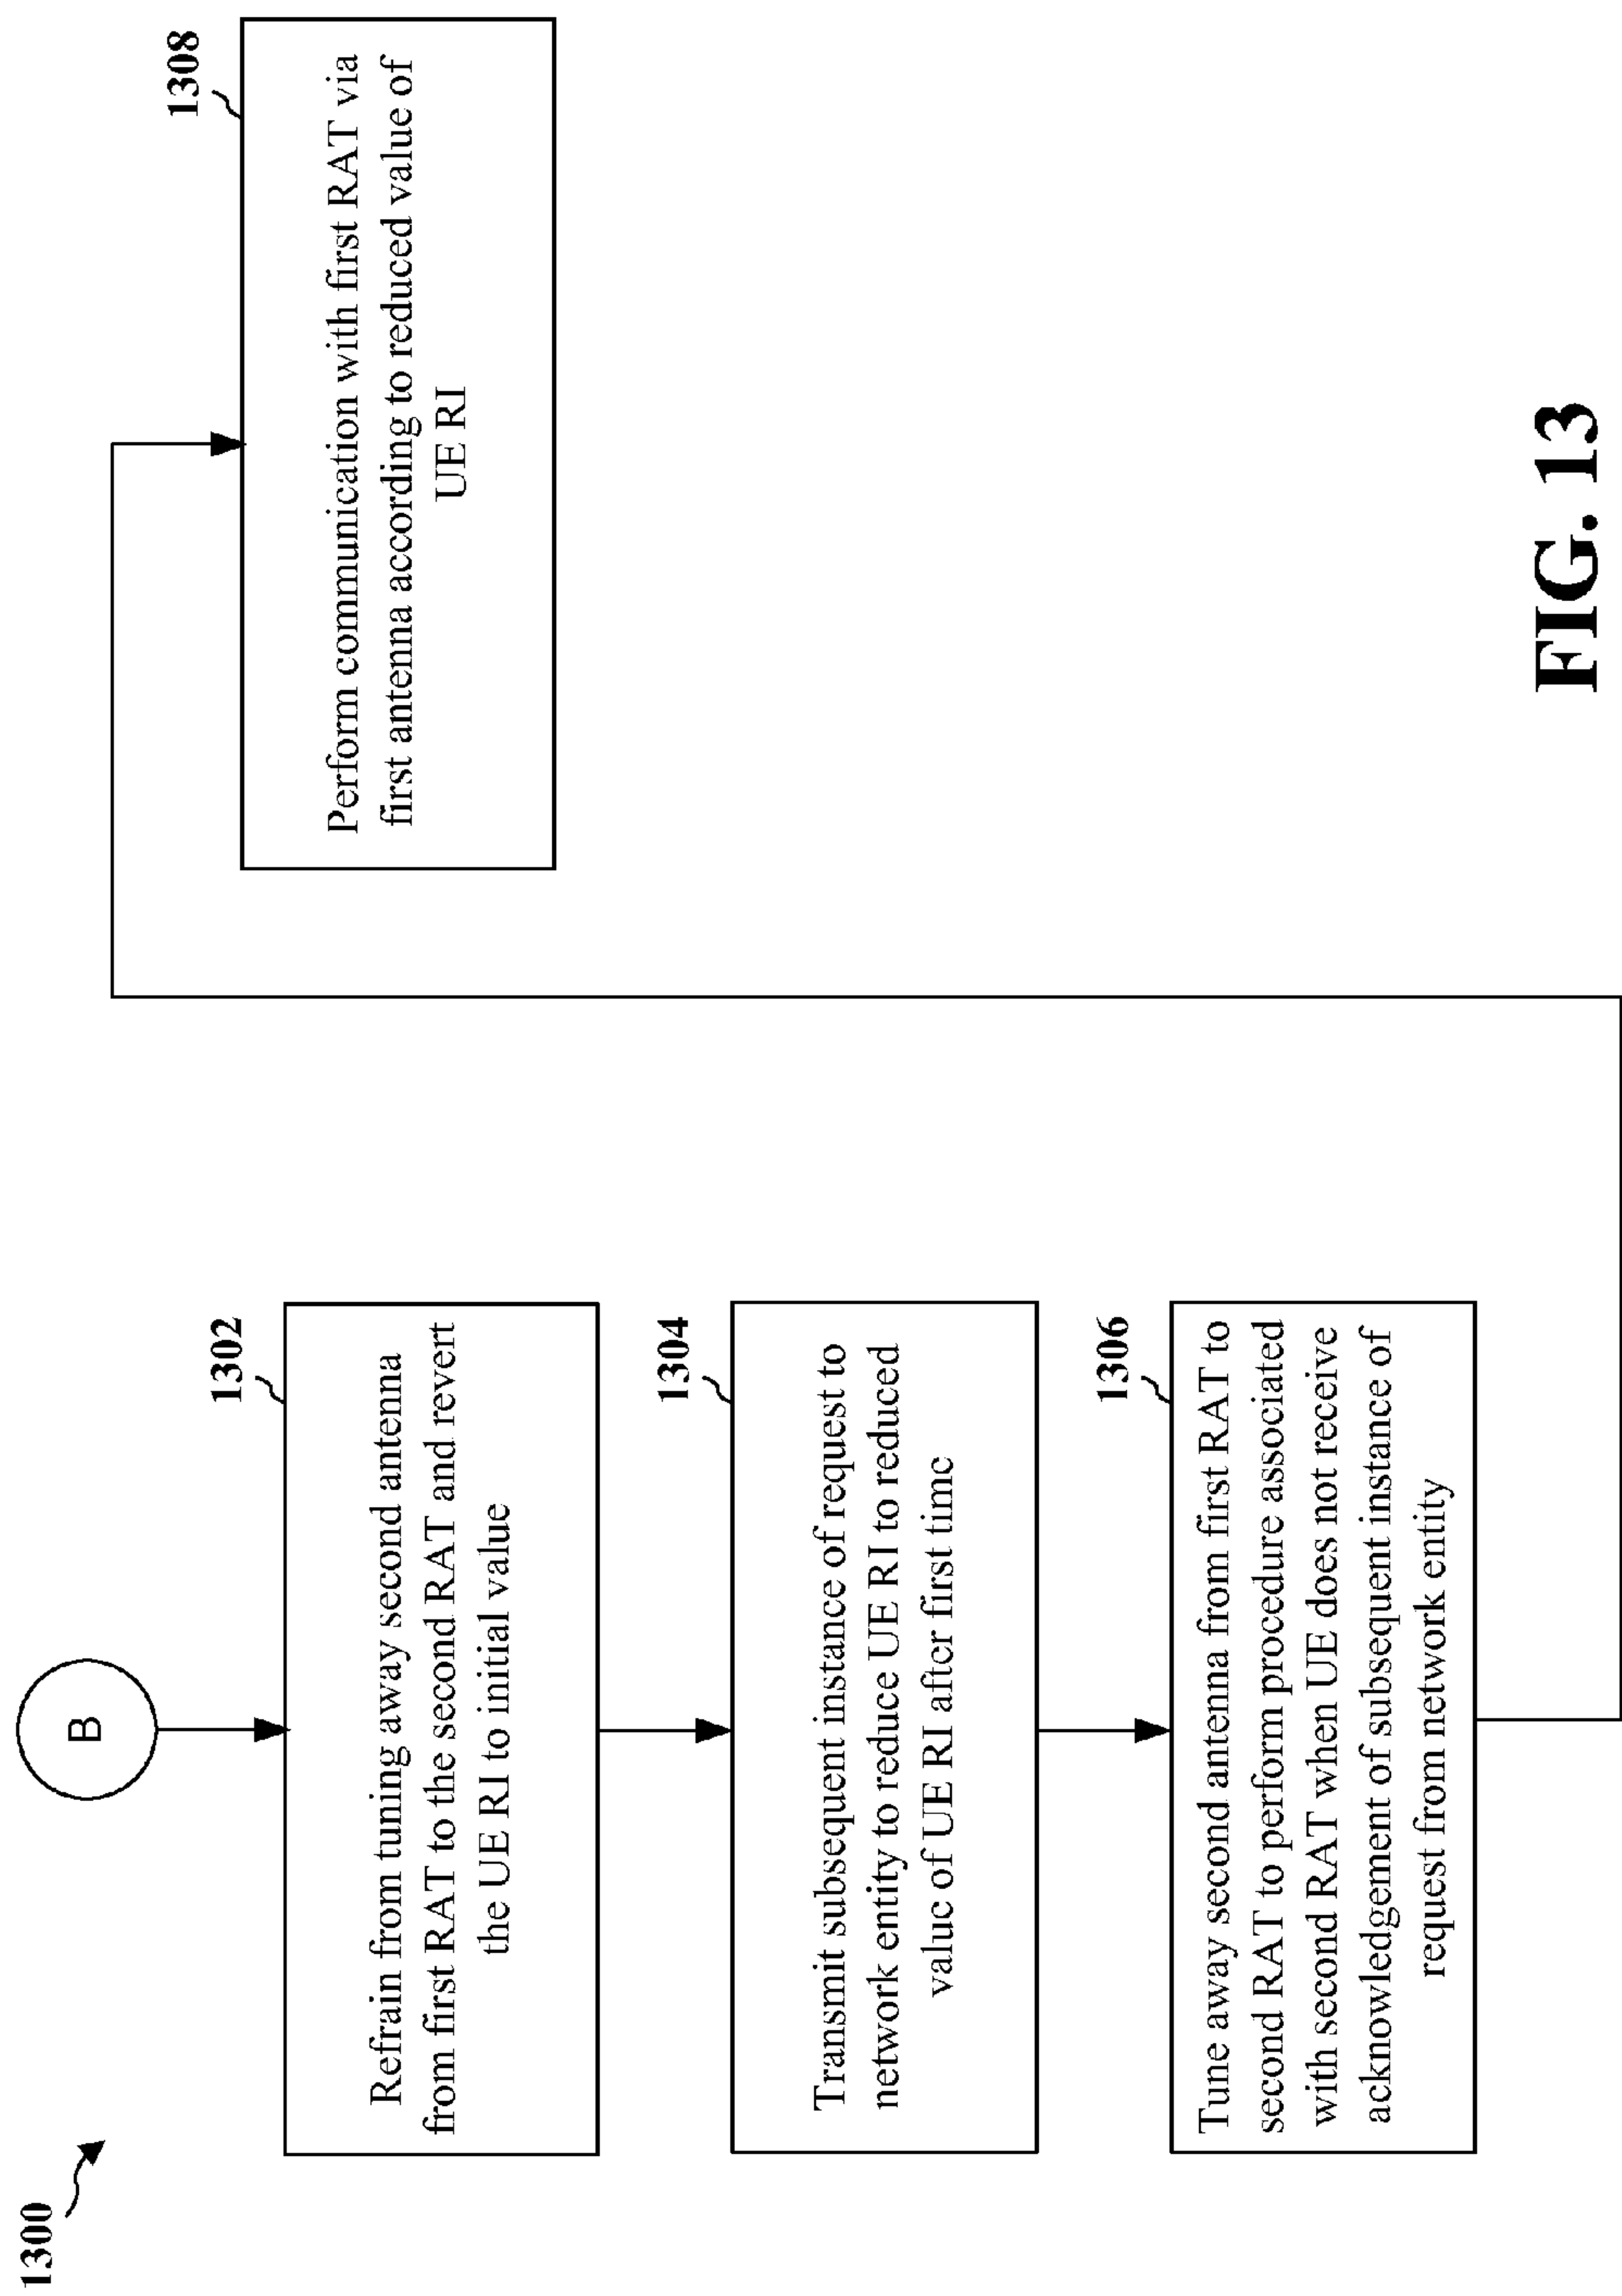 1300
B
1302
Refrain from tuning away second antenna
from first RAT to the second RAT and revert
the UE RI to initial value
1304
Transmit subsequent instance of request to
network entity to reduce UE RI to reduced
value of UE RI after first time
1306
Tune away second antenna from first RAT to
second RAT to perform procedure associated
with second RAT when UE does not receive
acknowledgement of subsequent instance of
request from network entity
1308
Perform communication with first RAT via
first antenna according to reduced value of
UE RI
FIG. 13